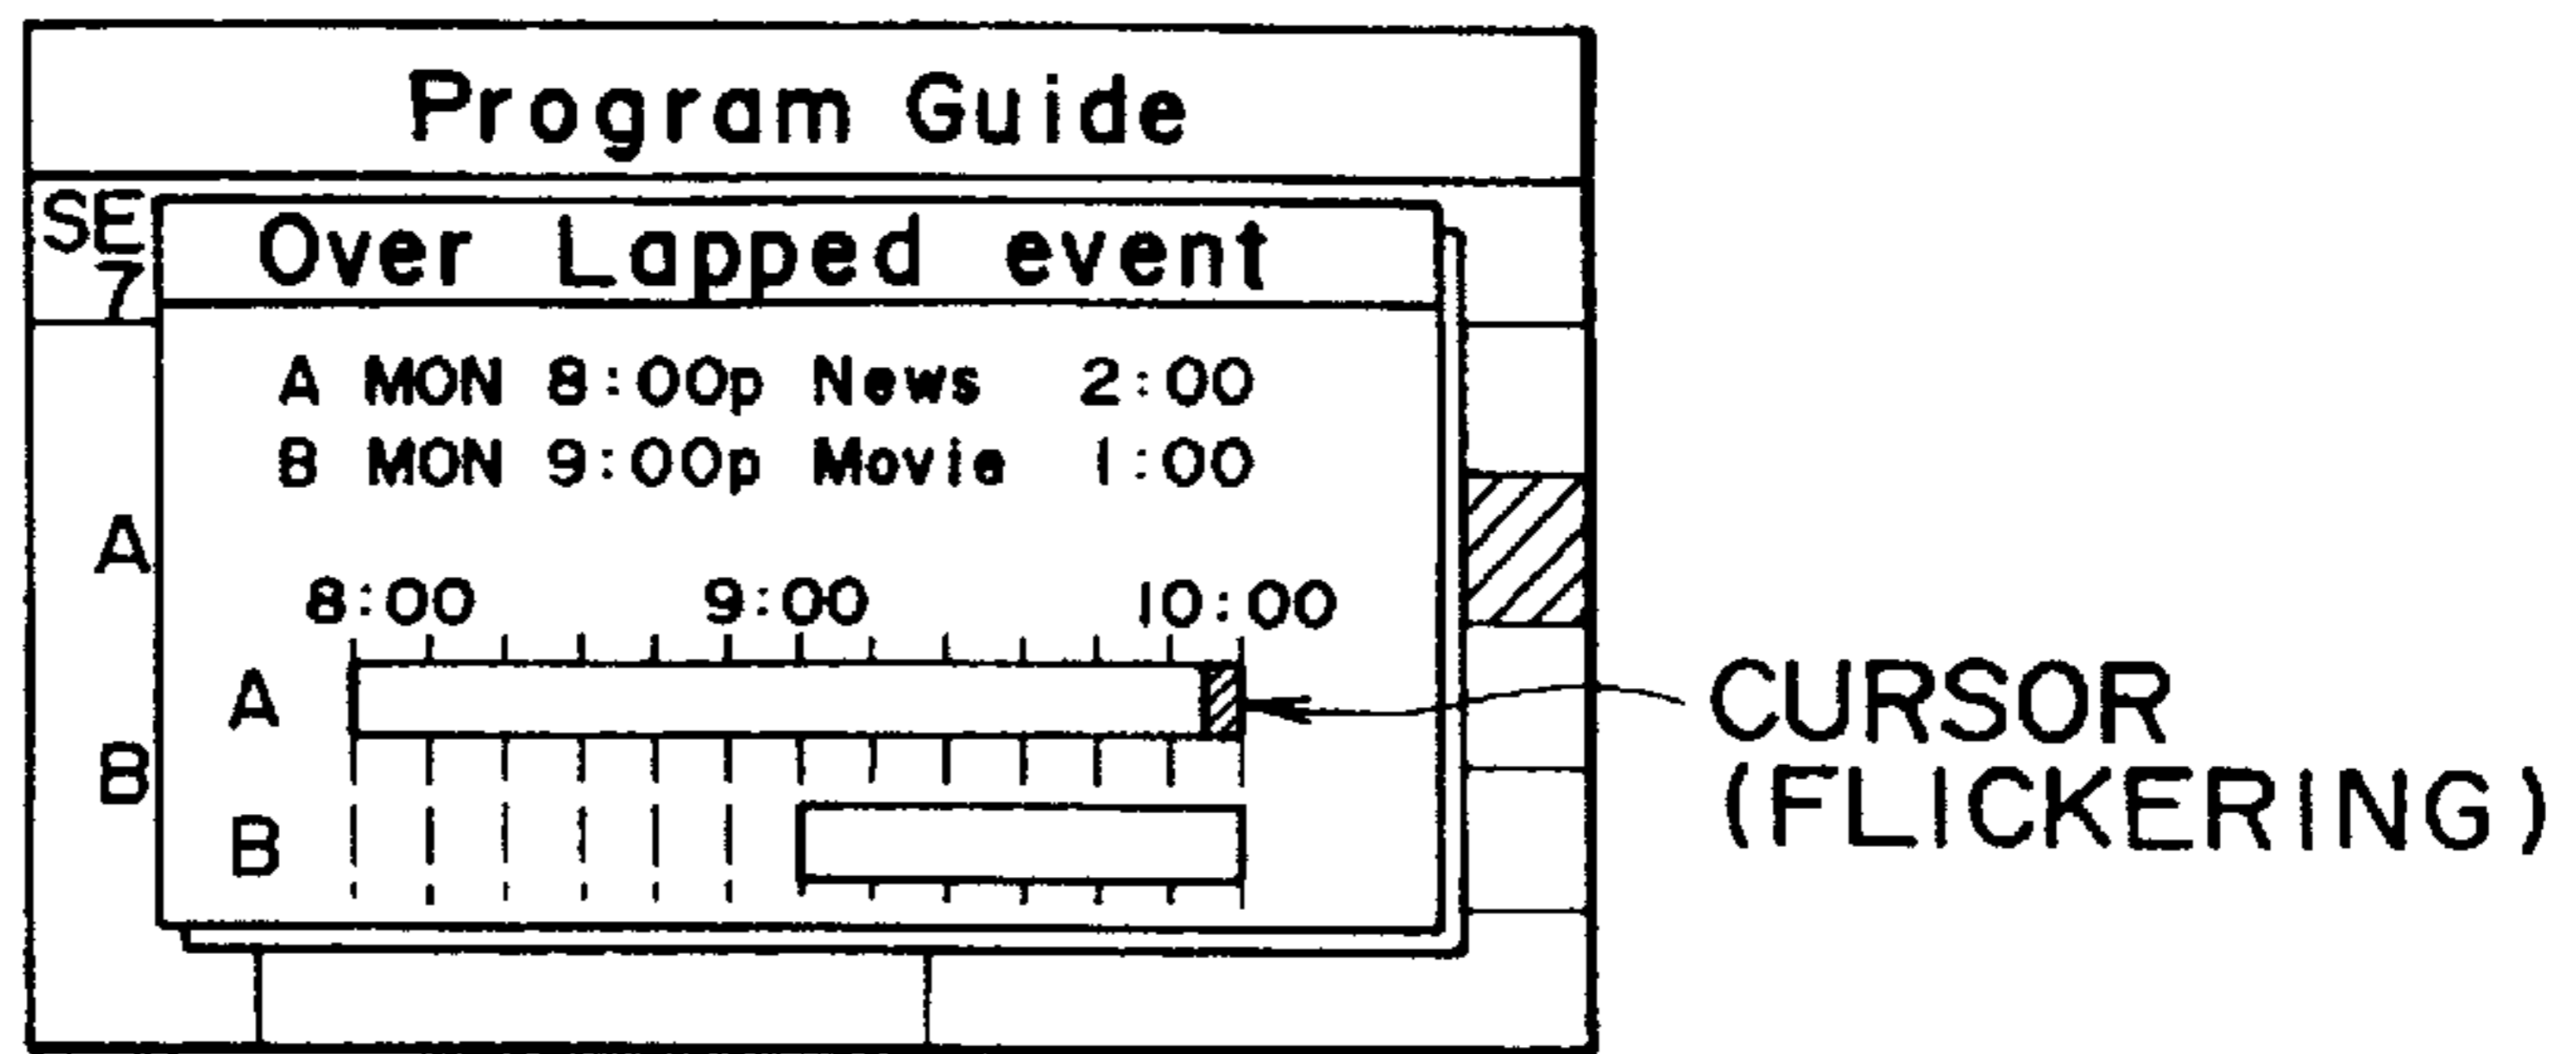 Program Guide
SE
7
Over Lapped event
A MON 8:00p News 2:00
B MON 9:00p Movie 1:00
A
8:00 9:00 10:00
A
CURSOR
(FLICKERING)
B
B